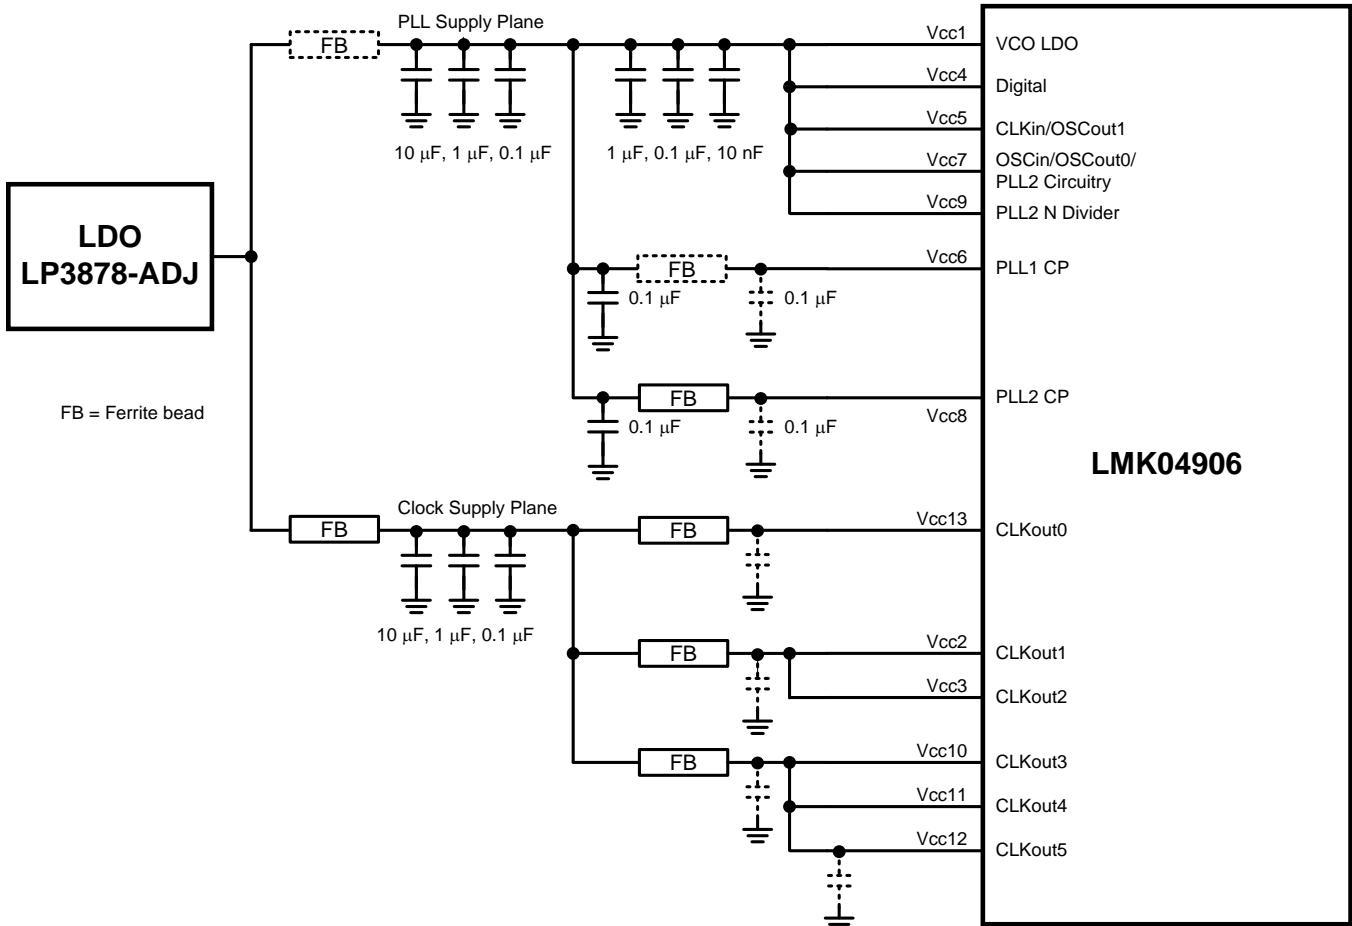 PLL Supply Plane
FB
10 μF, 1 μF, 0.1 μF
1 μF, 0.1 μF, 10 nF
Vcc1
VCO LDO
Vcc4
Digital
Vcc5
CLKin/OSCout1
Vcc7
OSCin/OSCout0/
PLL2 Circuitry
Vcc9
PLL2 N Divider
LDO
LP3878-ADJ
FB
Vcc6
PLL1 CP
0.1 μF
0.1 μF
FB = Ferrite bead
FB
Vcc8
PLL2 CP
0.1 μF
0.1 μF
LMK04906
Clock Supply Plane
FB
10 μF, 1 μF, 0.1 μF
FB
Vcc13
CLKout0
FB
Vcc2
CLKout1
Vcc3
CLKout2
FB
Vcc10
CLKout3
Vcc11
CLKout4
Vcc12
CLKout5